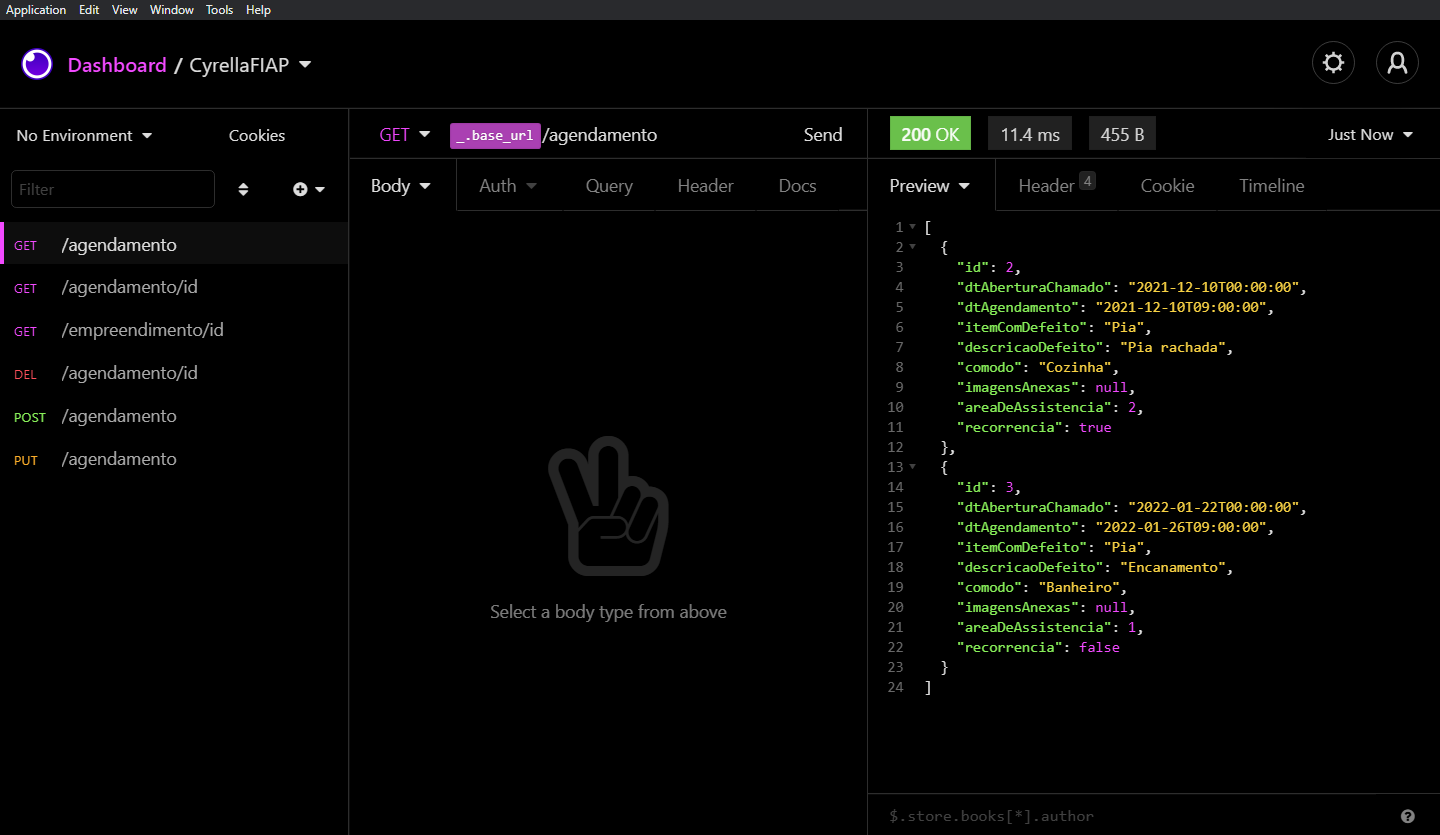 Application Edit View Window Tools Help
Dashboard / CyrellaFIAP
No Environment Cookies
Filter
GET /agendamento
GET /agendamento/id
GET /empreendimento/id
DEL /agendamento/id
POST /agendamento
PUT /agendamento
GET _.base_url/agendamento Send
Body Auth Query Header Docs
Select a body type from above
200 OK 11.4 ms 455 B Just Now
Preview Header 4 Cookie Timeline
1 [
2 {
3 "id": 2,
4 "dtAberturaChamado": "2021-12-10T00:00:00",
5 "dtAgendamento": "2021-12-10T09:00:00",
6 "itemComDefeito": "Pia",
7 "descricaoDefeito": "Pia rachada",
8 "comodo": "Cozinha",
9 "imagensAnexas": null,
10 "areaDeAssistencia": 2,
11 "recorrencia": true
12 },
13 {
14 "id": 3,
15 "dtAberturaChamado": "2022-01-22T00:00:00",
16 "dtAgendamento": "2022-01-26T09:00:00",
17 "itemComDefeito": "Pia",
18 "descricaoDefeito": "Encanamento",
19 "comodo": "Banheiro",
20 "imagensAnexas": null,
21 "areaDeAssistencia": 1,
22 "recorrencia": false
23 }
24 ]
$.store.books[*].author